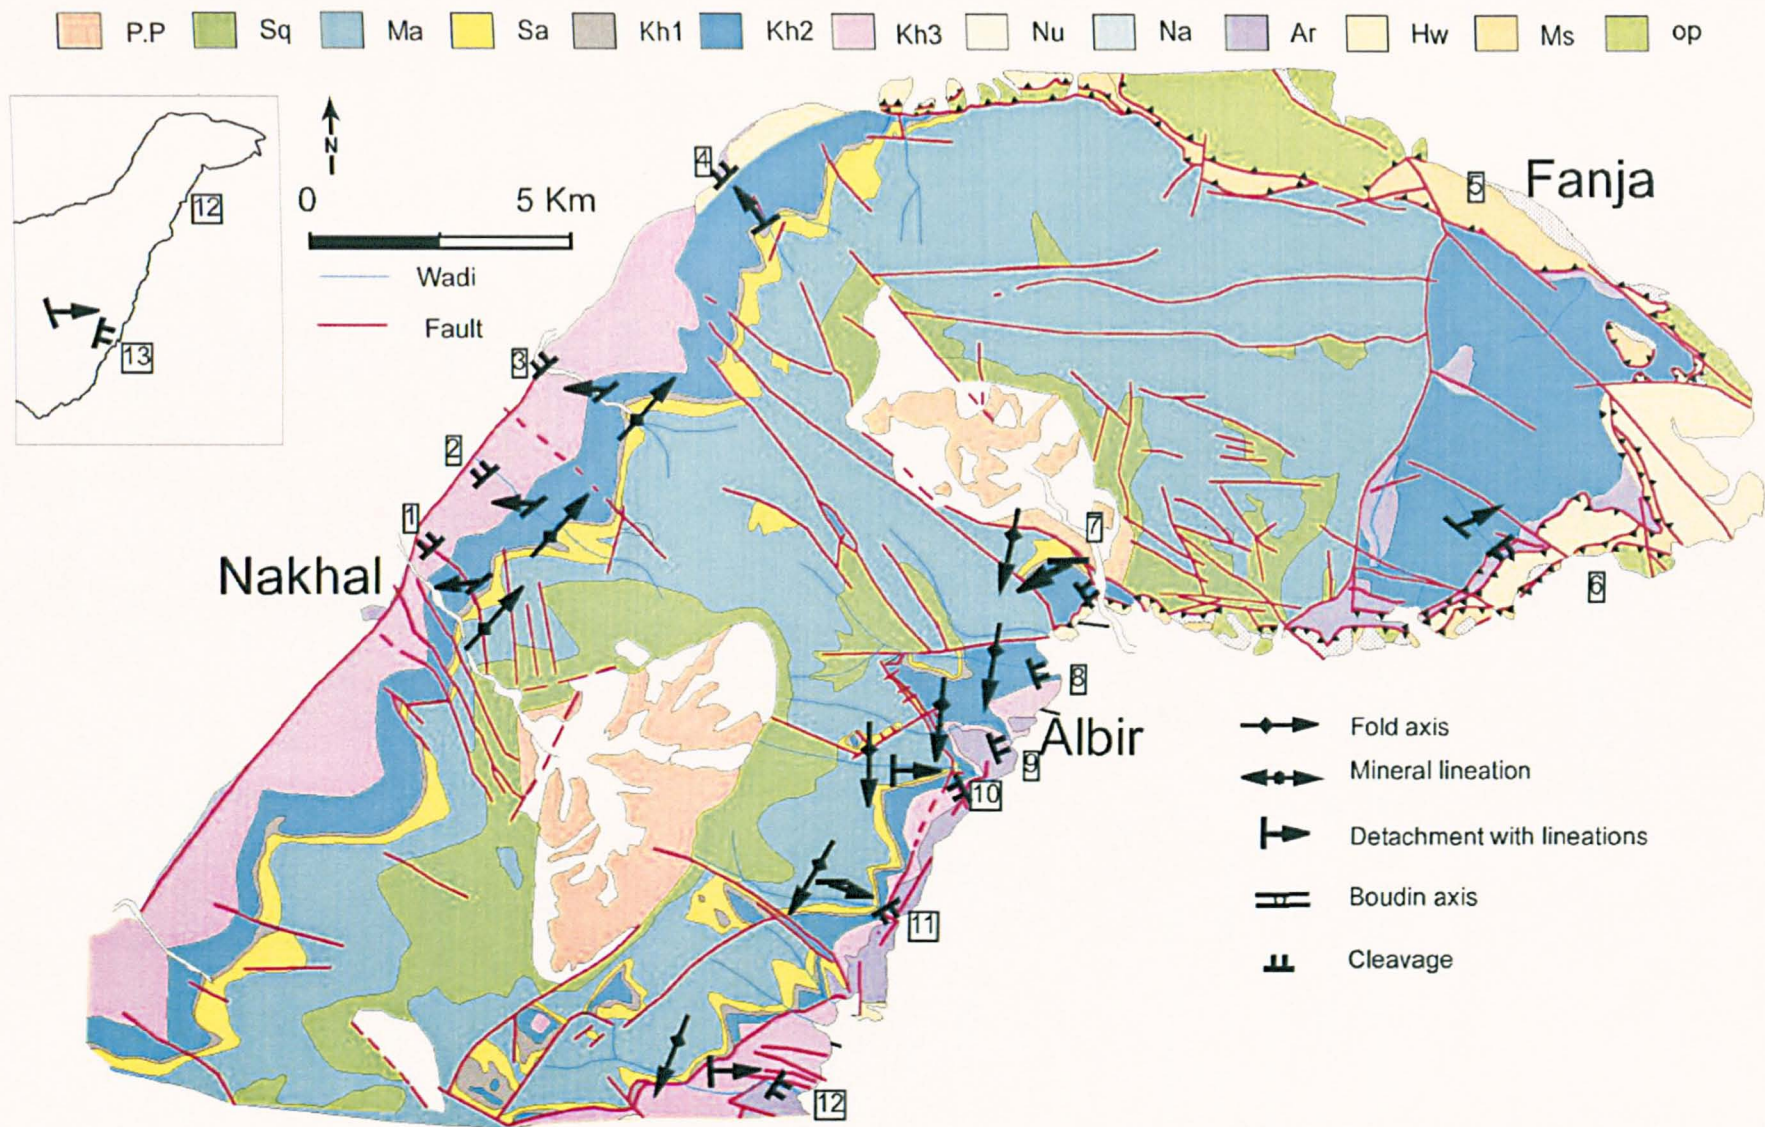 P.P Sq Ma Sa Kh1 Kh2 Kh3 Nu Na Ar Hw Ms op
N
0 5 Km
Wadi
Fault
12
13
4
5
Fanja
3
2
1
7
Nakhal
6
8
Albir
9
10
11
12
Fold axis
Mineral lineation
Detachment with lineations
Boudin axis
Cleavage